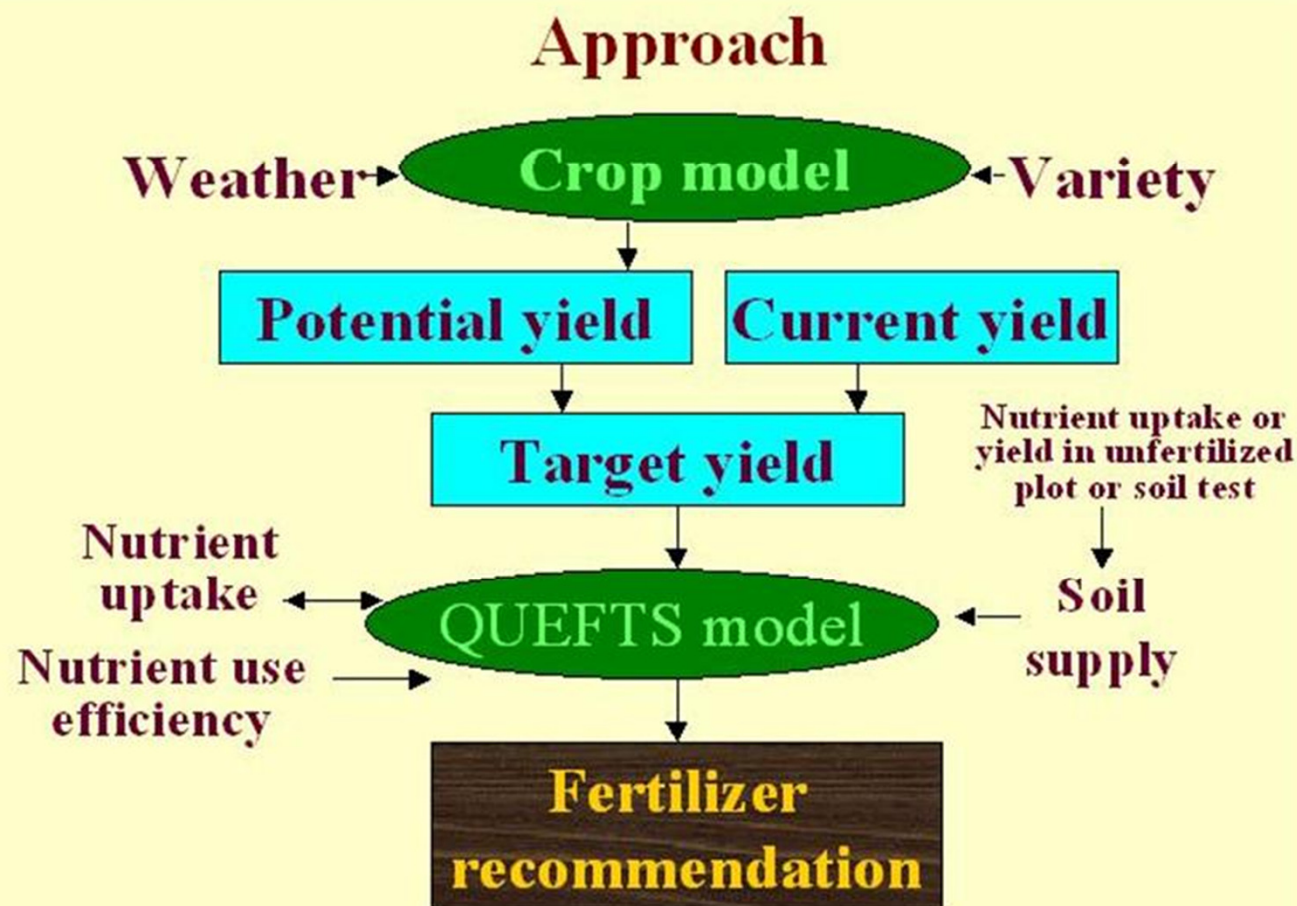 Approach
Weather
Crop model
Variety
Potential yield
Current yield
Target yield
Nutrient uptake or
yield in unfertilized
plot or soil test
Nutrient
uptake
QUEFTS model
Soil
supply
Nutrient use
efficiency
Fertilizer
recommendation